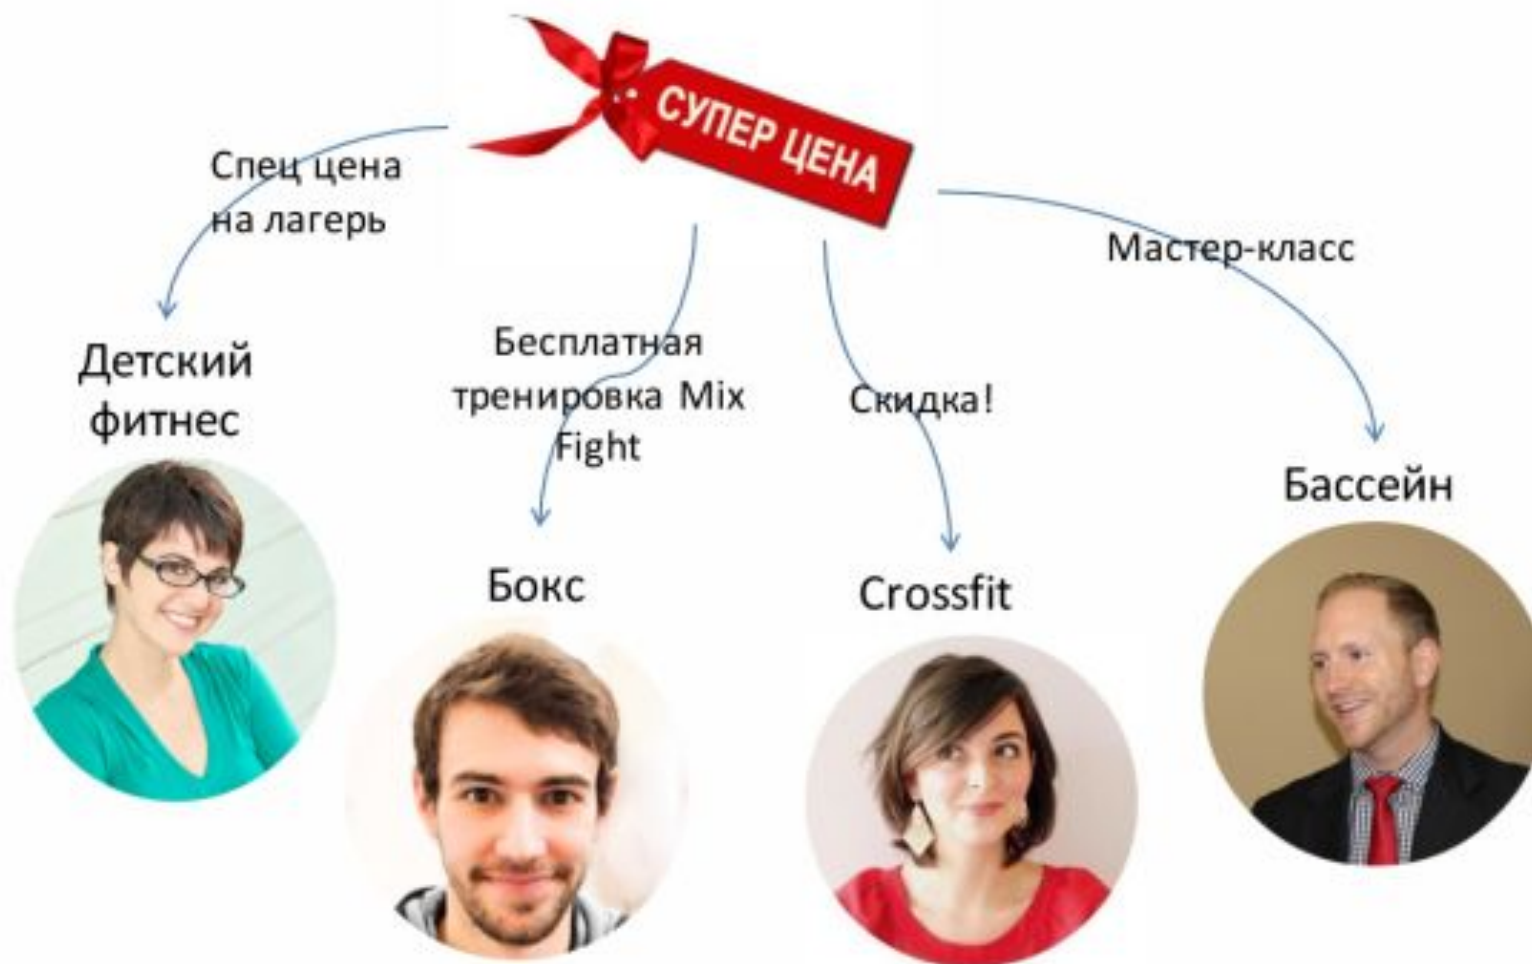 СУПЕР ЦЕНА
Спец цена
на лагерь
Мастер-класс
Детский
фитнес
Бесплатная
тренировка Mix
Fight
Скидка!
Бассейн
Бокс
Crossfit